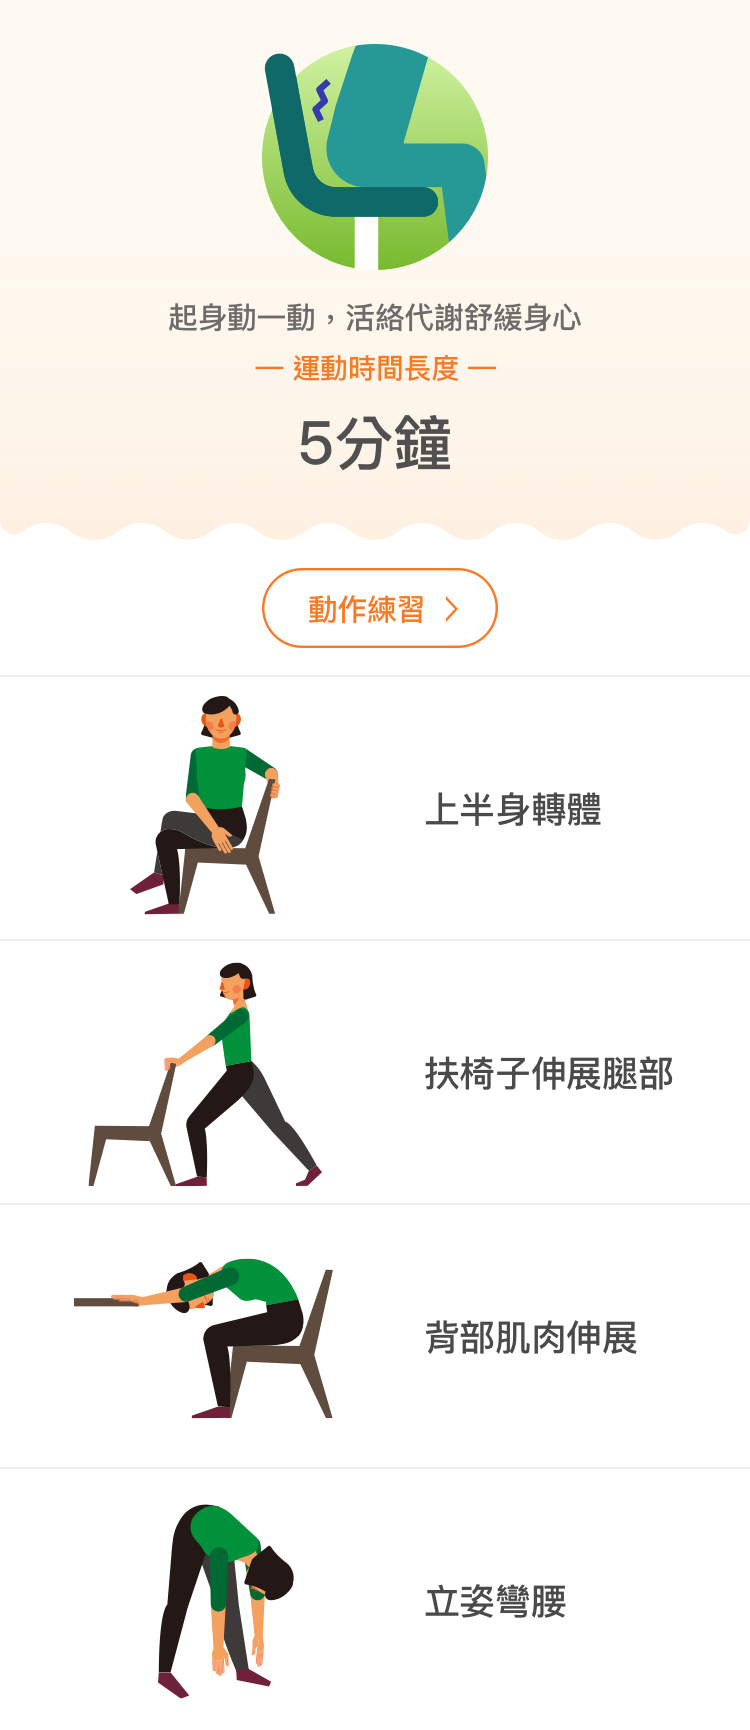 起身動一動，活絡代謝舒緩身心
— 運動時間長度 —
5分鐘
動作練習
上半身轉體
扶椅子伸展腿部
背部肌肉伸展
立姿彎腰